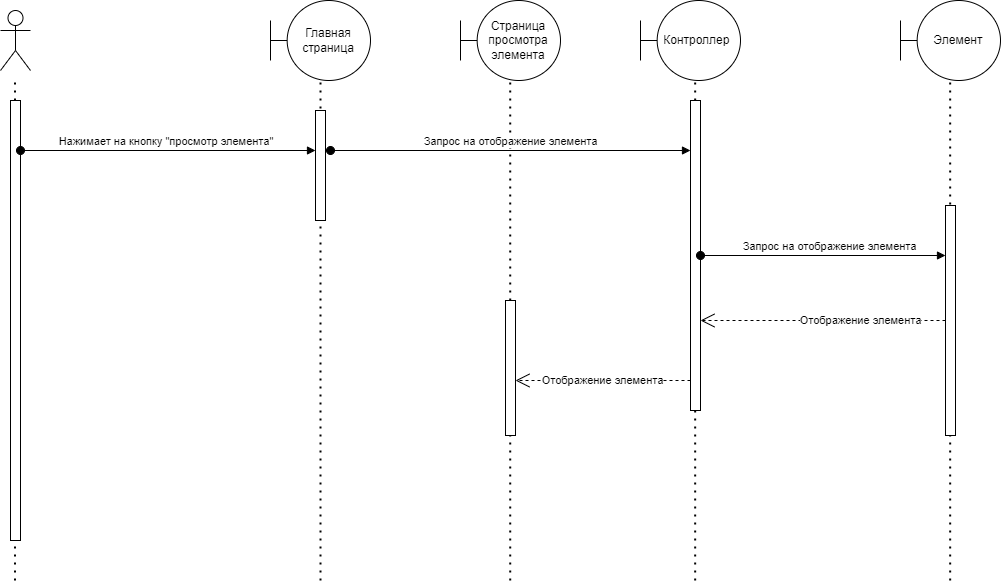 Главная
страница
Страница
просмотра
элемента
Контроллер
Элемент
Нажимает на кнопку "просмотр элемента"
Запрос на отображение элемента
Запрос на отображение элемента
Отображение элемента
Отображение элемента